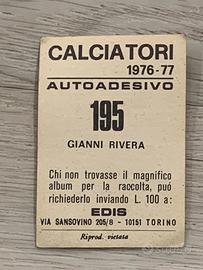 CALCIATORI
1976-77
AUTOADESIVO
195
GIANNI RIVERA
Chi non trovasse il magnifico
album per la raccolta, può
richiederlo inviando L. 100 a:
EDIS
VIA SANSOVINO 205/8 - 10151 TORINO
Riprod. vietata
subito